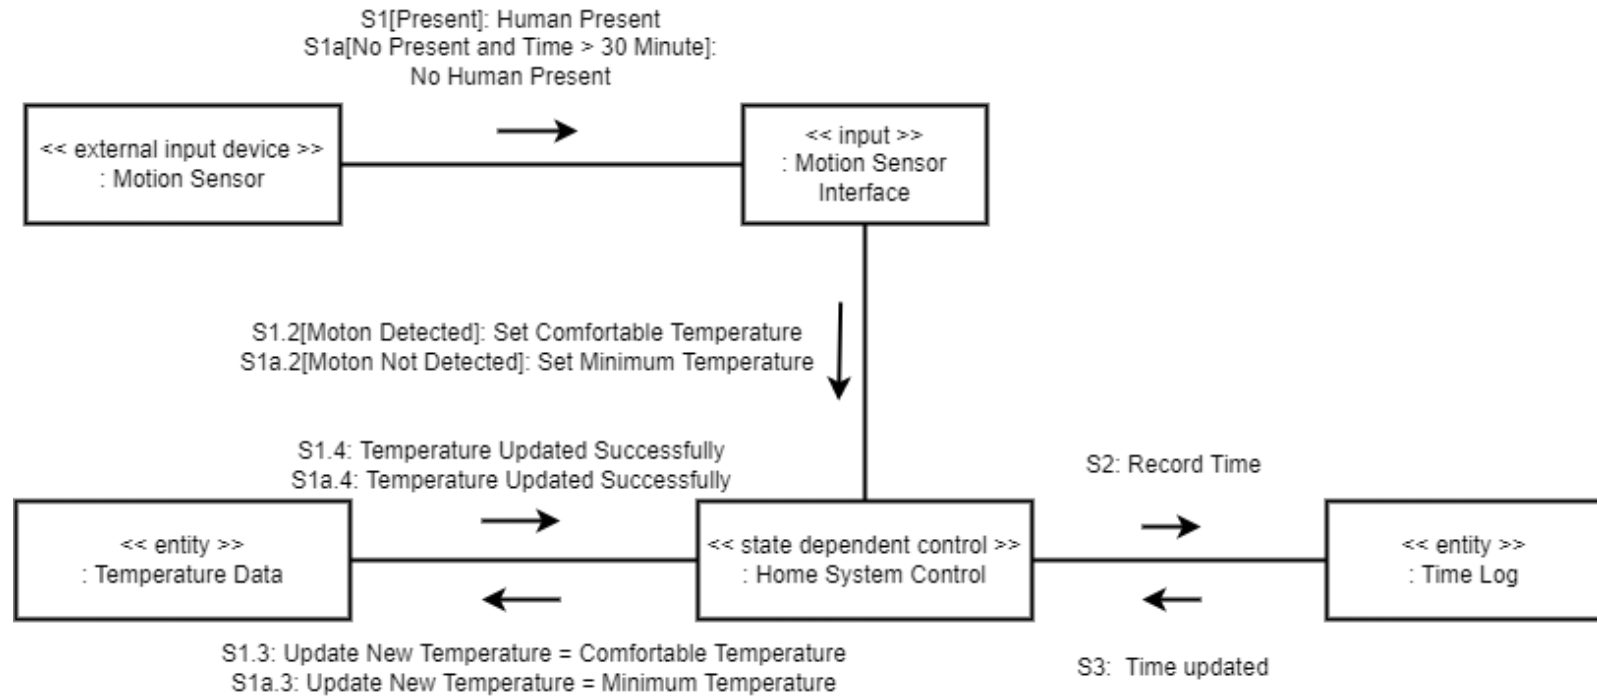 S1[Present]: Human Present
S1a[No Present and Time > 30 Minute]:
No Human Present
<< external input device >>
: Motion Sensor
<< input >>
: Motion Sensor
Interface
S1.2[Moton Detected]: Set Comfortable Temperature
S1a.2[Moton Not Detected]: Set Minimum Temperature
S1.4: Temperature Updated Successfully
S1a.4: Temperature Updated Successfully
S2: Record Time
<< entity >>
: Temperature Data
<< state dependent control >>
: Home System Control
<< entity >>
: Time Log
S1.3: Update New Temperature = Comfortable Temperature
S1a.3: Update New Temperature = Minimum Temperature
S3: Time updated